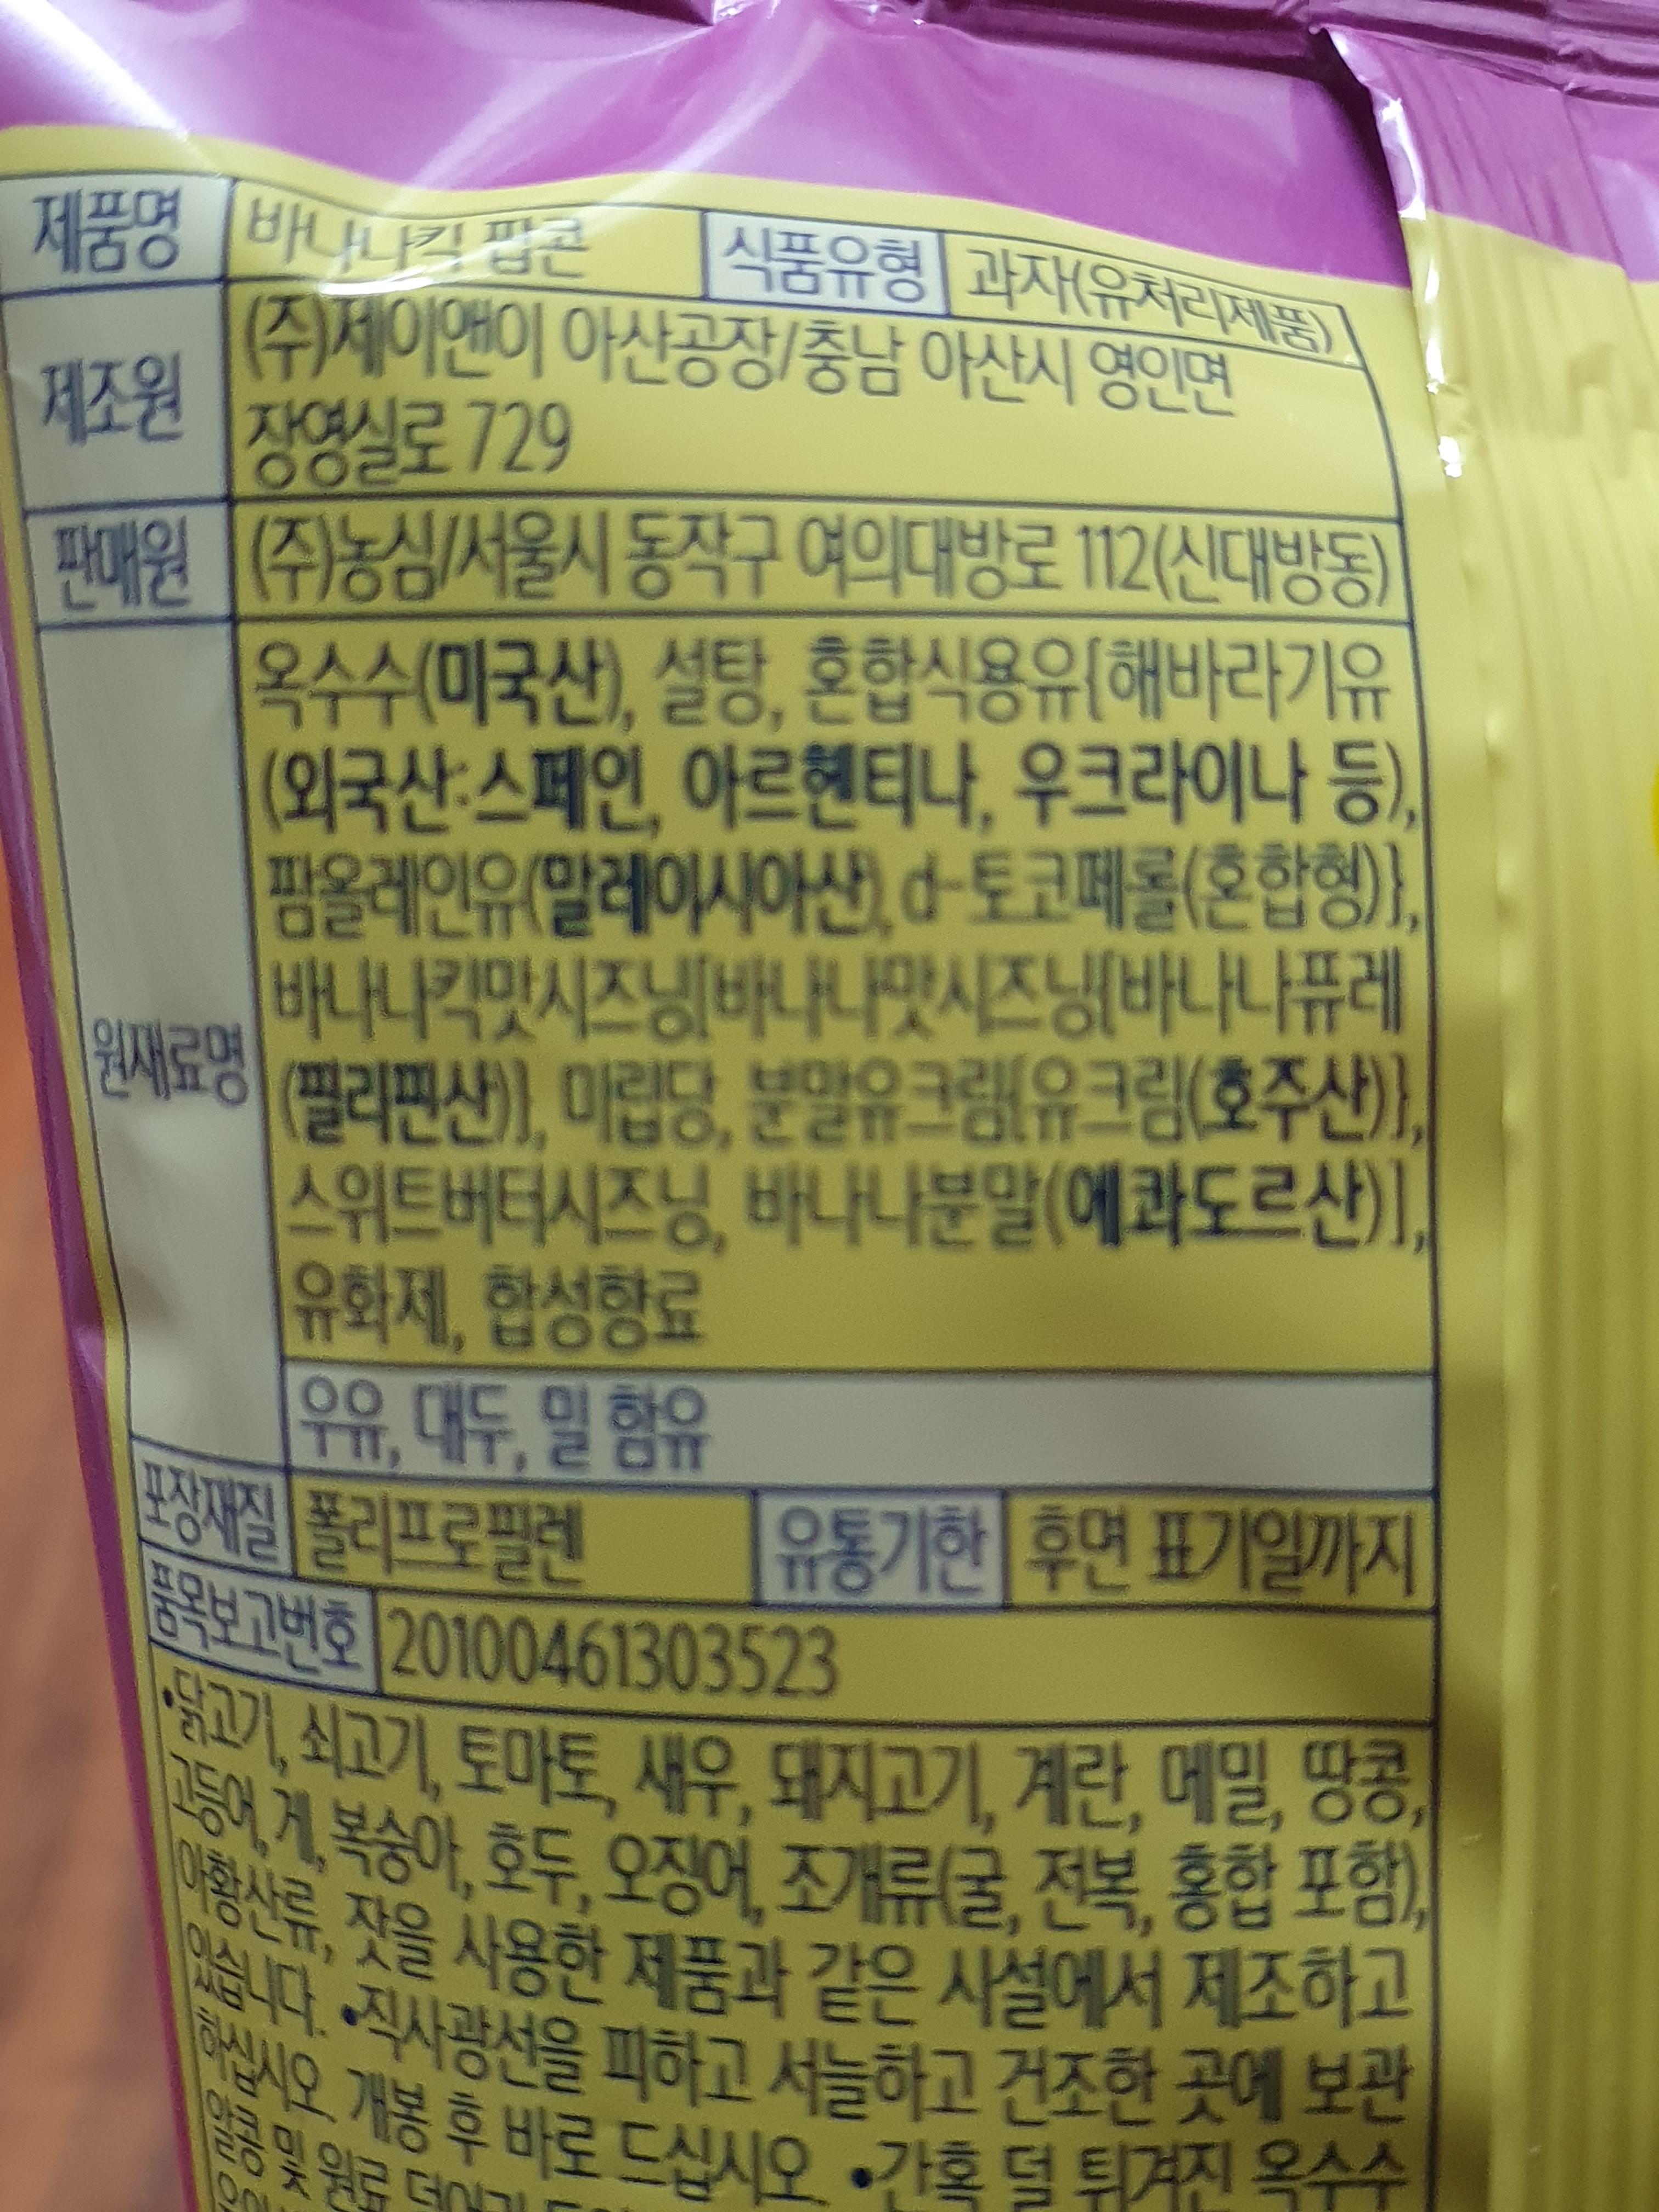 제품명 바나나킥 팝콘 식품유형 과자(유처리제품)
제조원 (주)제이앤이 아산공장/충남 아산시 영인면
장영실로 729
판매원 (주)농심/서울시 동작구 여의대방로 112(신대방동)
원재료명
옥수수(미국산), 설탕, 혼합식용유{해바라기유
(외국산:스페인, 아르헨티나, 우크라이나 등),
팜올레인유(말레이시아산), d-토코페롤(혼합형)},
바나나킥맛시즈닝[바나나맛시즈닝{바나나퓨레
(필리핀산)}, 미립당, 분말유크림{유크림(호주산)},
스위트버터시즈닝, 바나나분말(에콰도르산)],
유화제, 합성향료
우유, 대두, 밀 함유
포장재질 폴리프로필렌 유통기한 후면 표기일까지
품목보고번호 20100461303523
•닭고기, 쇠고기, 토마토, 새우, 돼지고기, 계란, 메밀, 땅콩,
고등어, 게, 복숭아, 호두, 오징어, 조개류(굴, 전복, 홍합 포함),
아황산류, 잣을 사용한 제품과 같은 시설에서 제조하고
있습니다. •직사광선을 피하고 서늘하고 건조한 곳에 보관
하십시오. 개봉 후 바로 드십시오. •간혹 덜 튀겨진 옥수수
알콩 및 원료